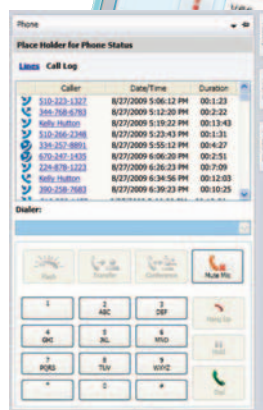 Phone
Place Holder for Phone Status
Lines Call Log
Caller Date/Time Duration
510-223-1327 8/27/2009 5:06:12 PM 00:1:23
344-768-6783 8/27/2009 5:12:20 PM 00:2:22
Kelly Hutton 8/27/2009 5:19:22 PM 00:13:43
510-266-2348 8/27/2009 5:23:43 PM 00:1:31
334-257-8891 8/27/2009 5:55:12 PM 00:4:27
670-247-1435 8/27/2009 6:06:20 PM 00:2:51
224-878-1223 8/27/2009 6:26:23 PM 00:7:09
Kelly Hutton 8/27/2009 6:34:56 PM 00:12:03
390-258-7683 8/27/2009 6:39:23 PM 00:10:25
Dialer:
Flash Transfer Conference Mute Mic
1 2 ABC 3 DEF
Hang Up
4 GHI 5 JKL 6 MNO
Hold
7 PQRS 8 TUV 9 WXYZ
* 0 #
Dial